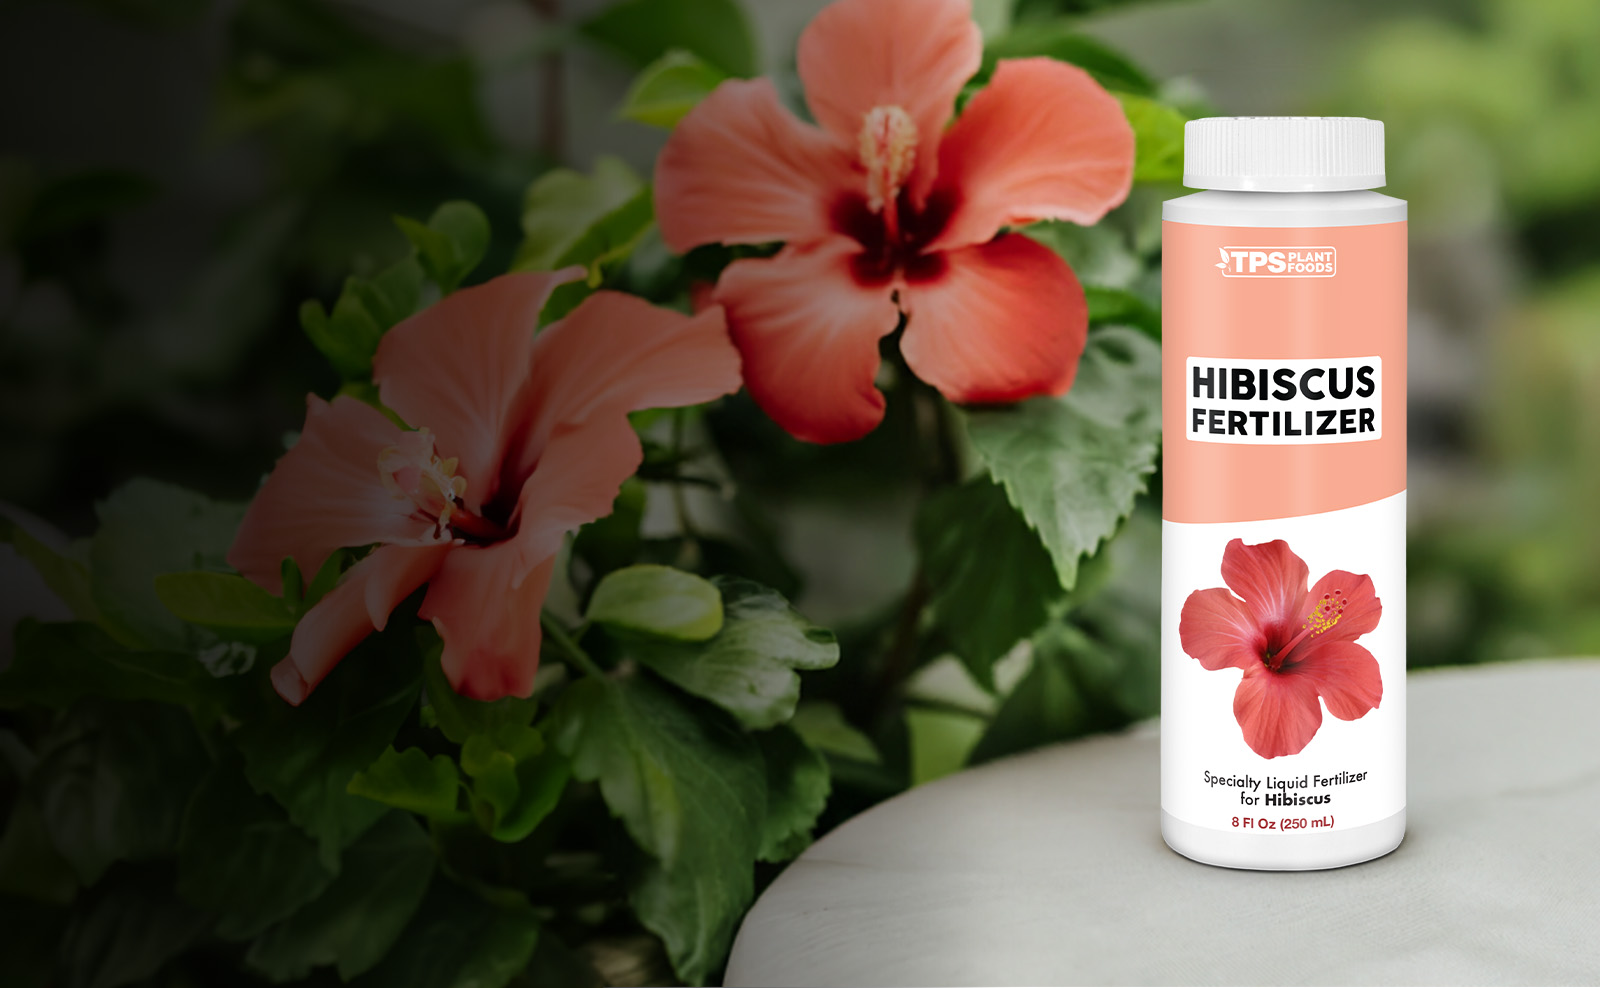 TPS PLANT FOODS
HIBISCUS
FERTILIZER
Specialty Liquid Fertilizer
for Hibiscus
8 Fl Oz (250 mL)